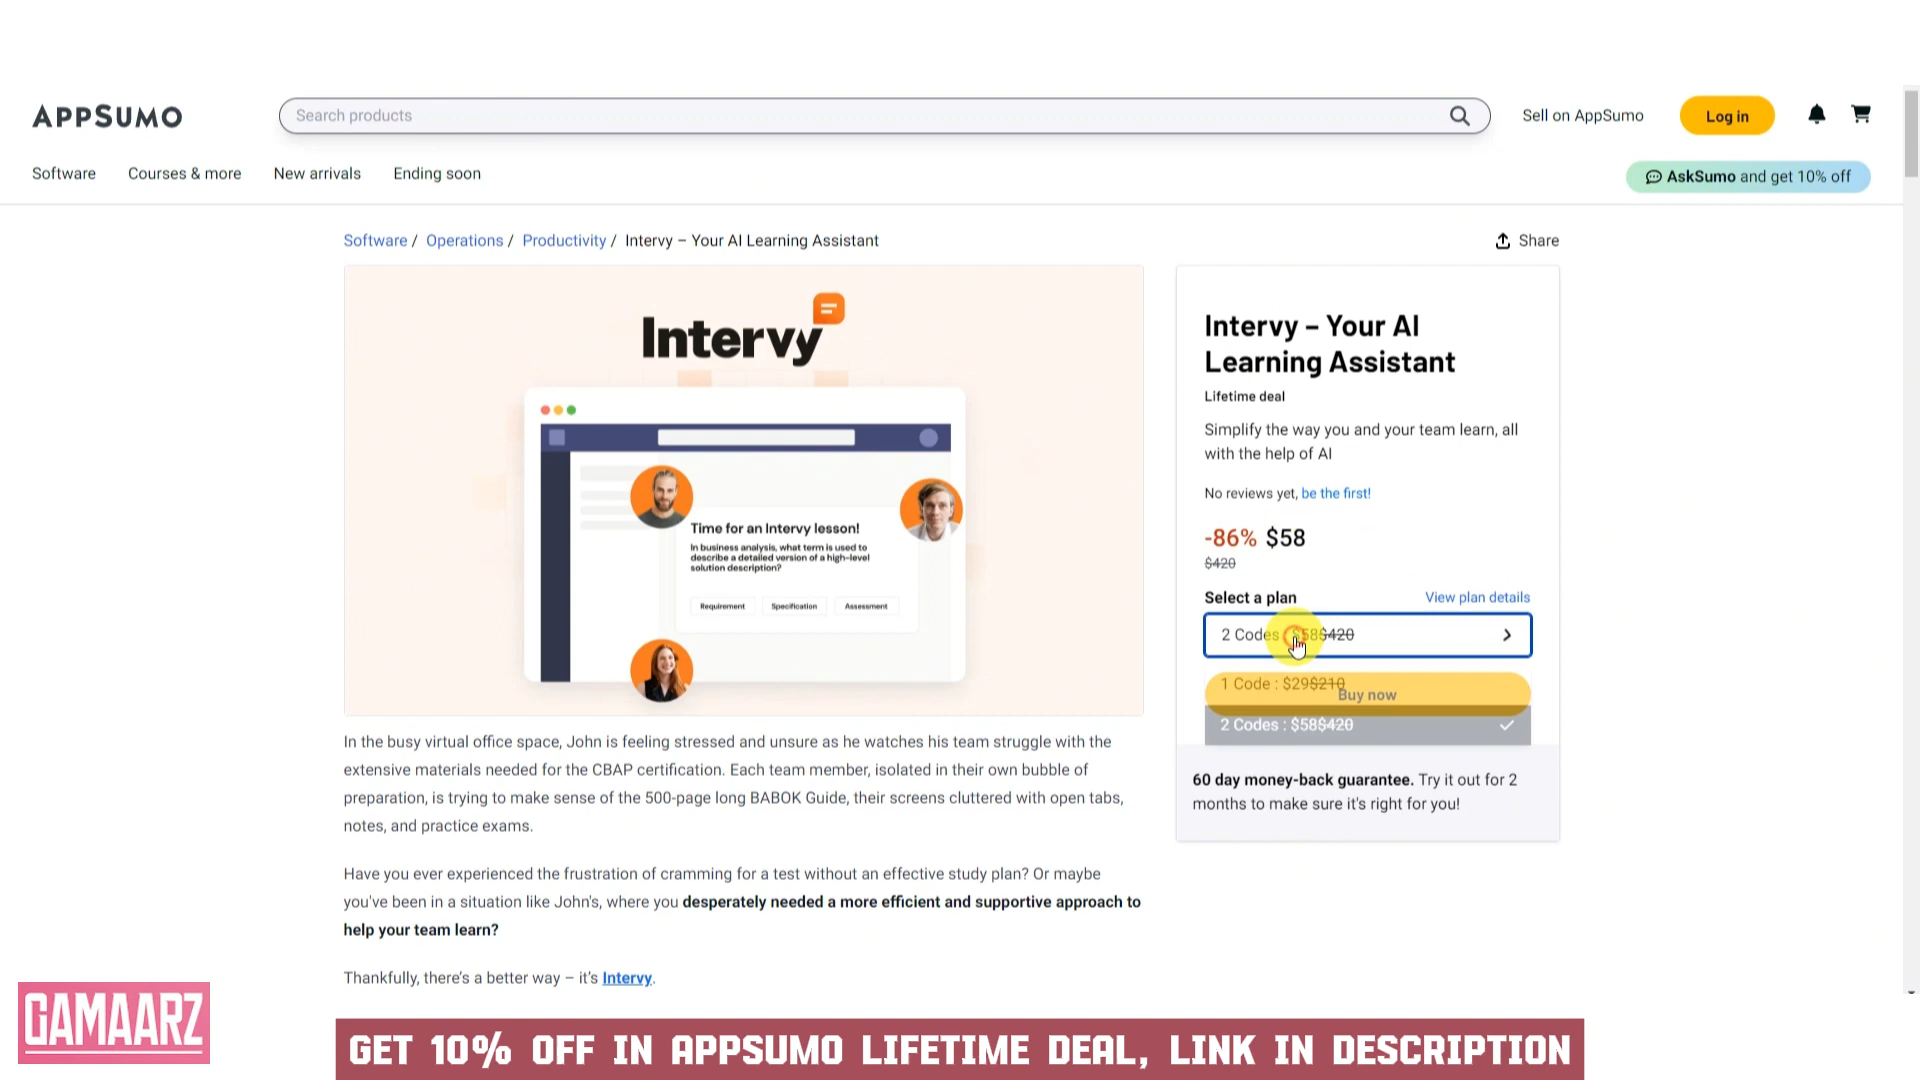 APPSUMO
Search products
Sell on AppSumo
Log in
Software
Courses & more
New arrivals
Ending soon
AskSumo and get 10% off
Software / Operations / Productivity / Intervy – Your AI Learning Assistant
Share
Intervy
Time for an Intervy lesson!
In business analysis, what term is used to
describe a detailed version of a high-level
solution description?
Requirement
Specification
Assessment
Intervy – Your AI
Learning Assistant
Lifetime deal
Simplify the way you and your team learn, all
with the help of AI
No reviews yet, be the first!
-86% $58
$420
Select a plan
View plan details
2 Codes : $58$420
1 Code : $29$210
Buy now
2 Codes : $58$420
60 day money-back guarantee. Try it out for 2
months to make sure it's right for you!
In the busy virtual office space, John is feeling stressed and unsure as he watches his team struggle with the
extensive materials needed for the CBAP certification. Each team member, isolated in their own bubble of
preparation, is trying to make sense of the 500-page long BABOK Guide, their screens cluttered with open tabs,
notes, and practice exams.
Have you ever experienced the frustration of cramming for a test without an effective study plan? Or maybe
you've been in a situation like John's, where you desperately needed a more efficient and supportive approach to
help your team learn?
Thankfully, there's a better way – it's Intervy.
GAMAARZ
GET 10% OFF IN APPSUMO LIFETIME DEAL, LINK IN DESCRIPTION